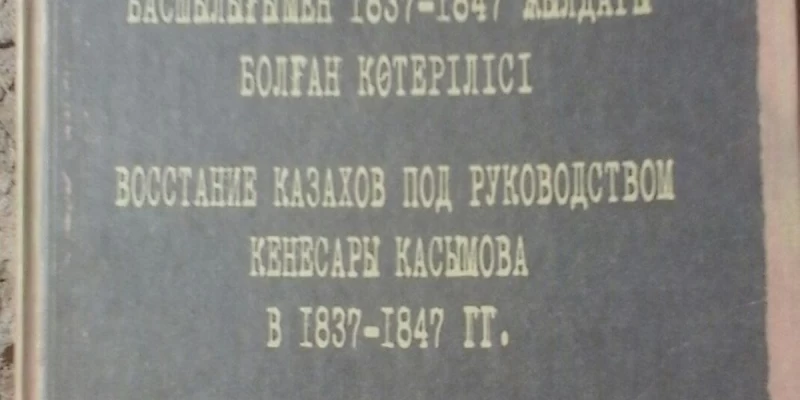 БАСШЫЛЫҒЫМЕН 1837-1847 ЖЫЛДАҒЫ
БОЛҒАН КӨТЕРІЛІСІ
ВОССТАНИЕ КАЗАХОВ ПОД РУКОВОДСТВОМ
КЕНЕСАРЫ КАСЫМОВА
В 1837-1847 ГГ.